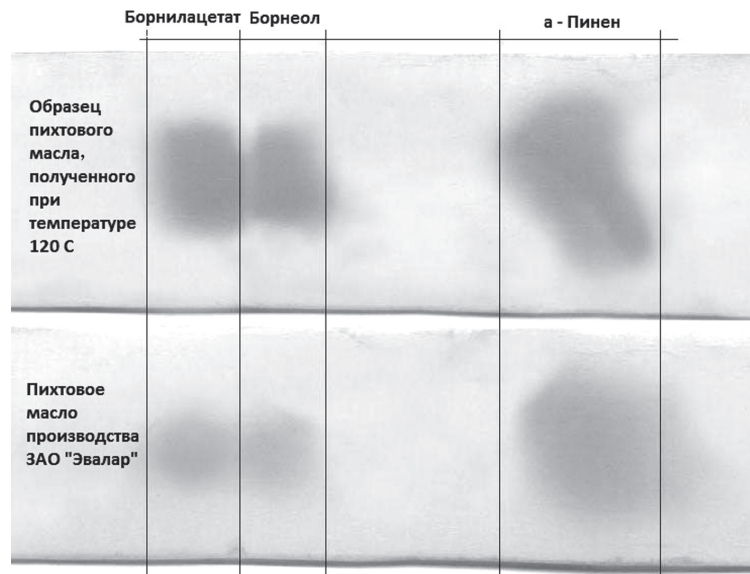 Борнилацетат Борнеол а - Пинен
Образец
пихтового
масла,
полученного
при
температуре
120 С
Пихтовое
масло
производства
ЗАО "Эвалар"